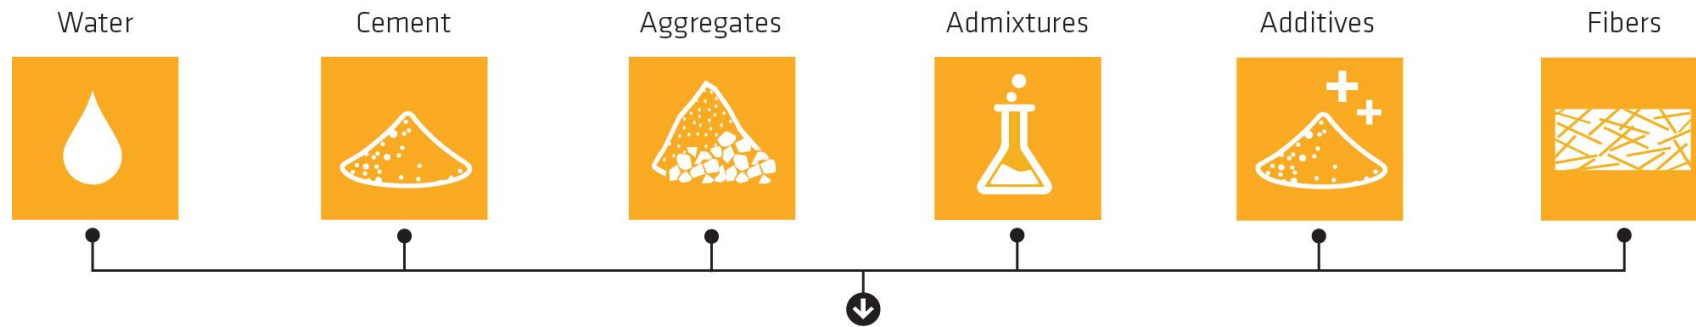 Water
Cement
Aggregates
Admixtures
Additives
Fibers